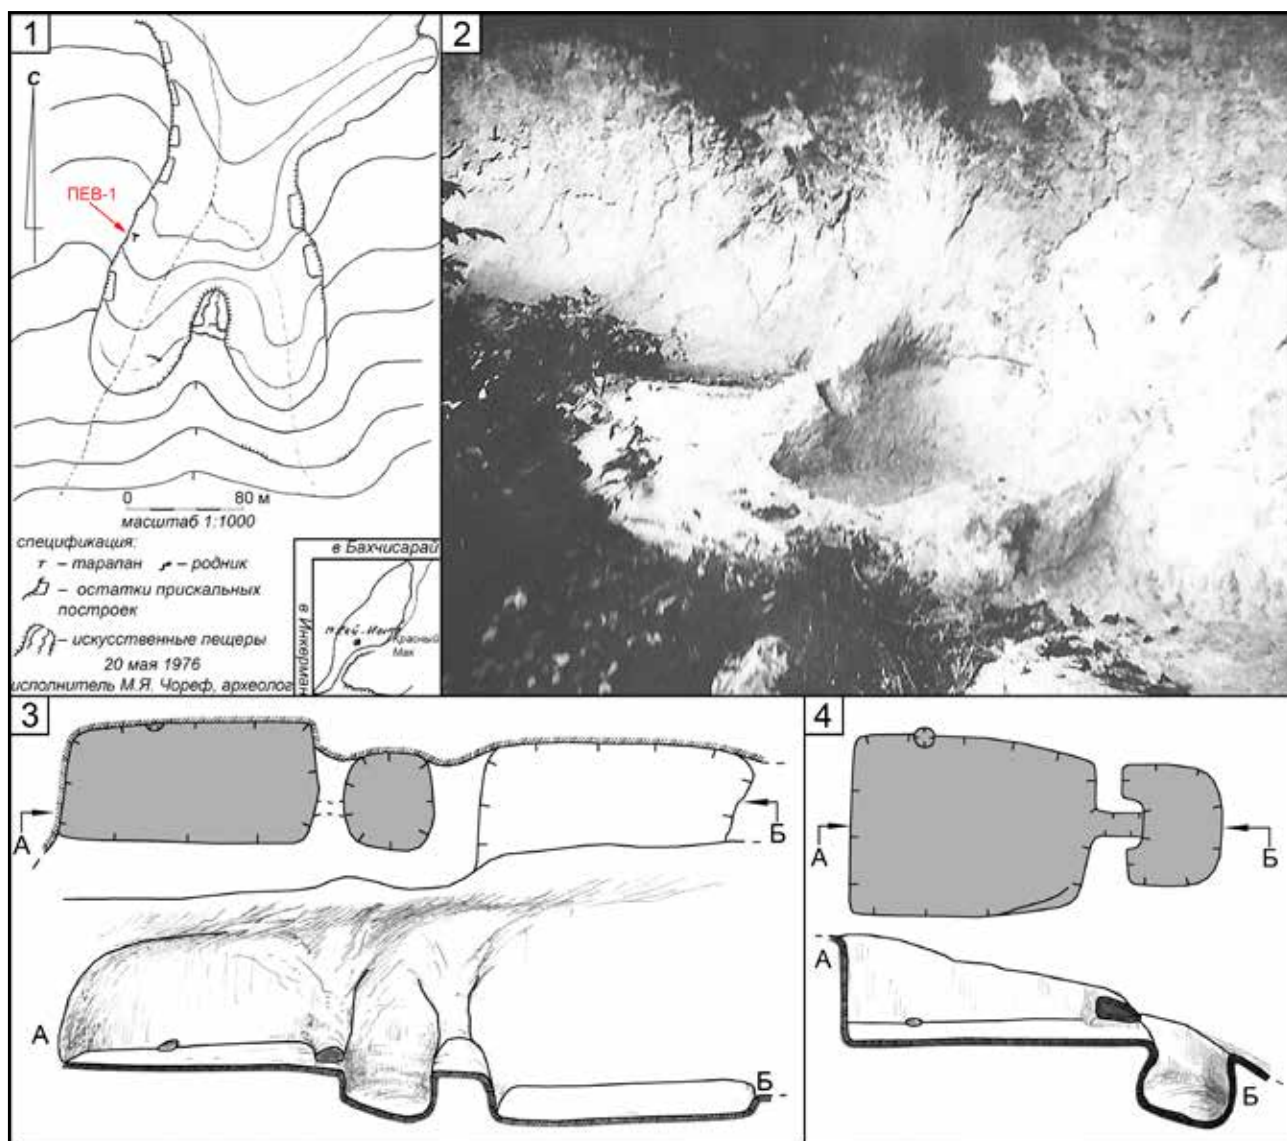 1
2
С
ПЕВ-1
0 80 м
масштаб 1:1000
спецификация:
т – тарапан – родник
– остатки прискальных
построек
– искусственные пещеры
20 мая 1976
исполнитель М.Я. Чореф, археолог
в Бахчисарай
в Инкерман
Красный
Мак
3
А
Б
А
Б
4
А
Б
А
Б